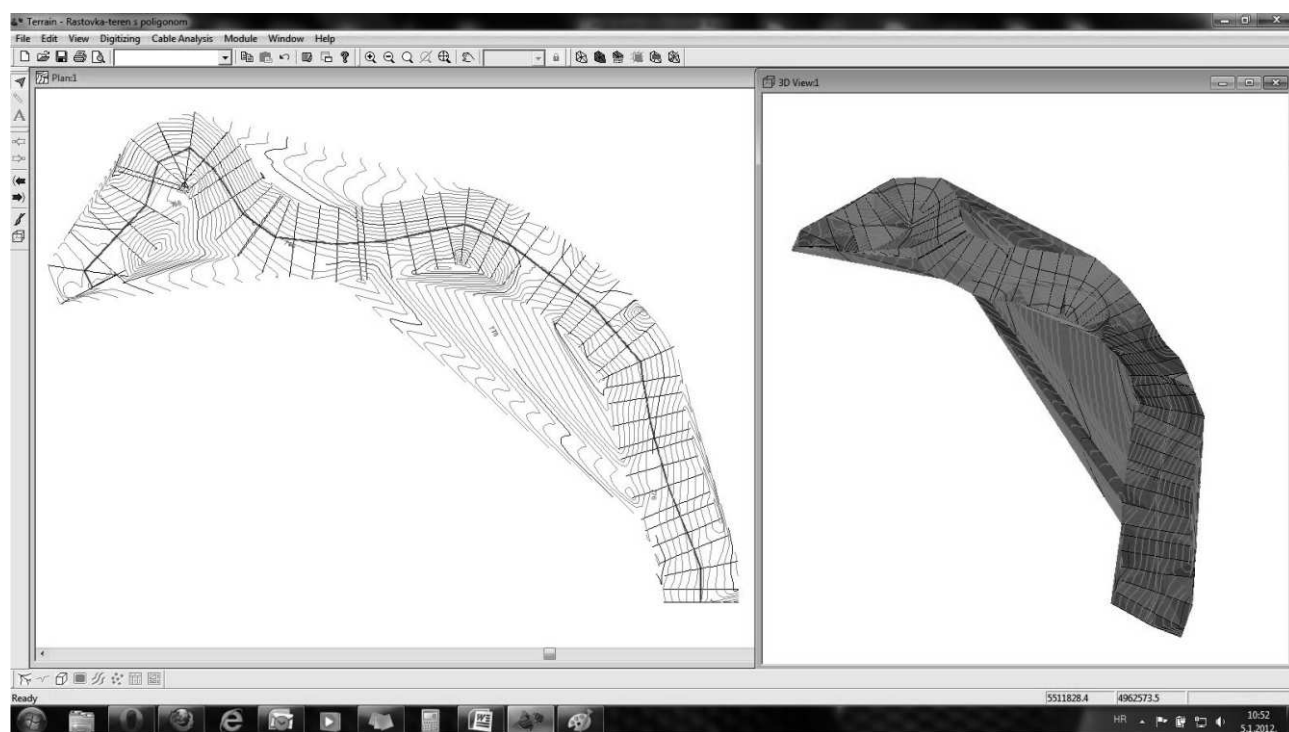 Terrain - Rastovka-teren s poligonom
File Edit View Digitizing Cable Analysis Module Window Help
Plan:1
3D View:1
778
Ready
5511828.4 4962573.5
HR
10:52
5.1.2012.